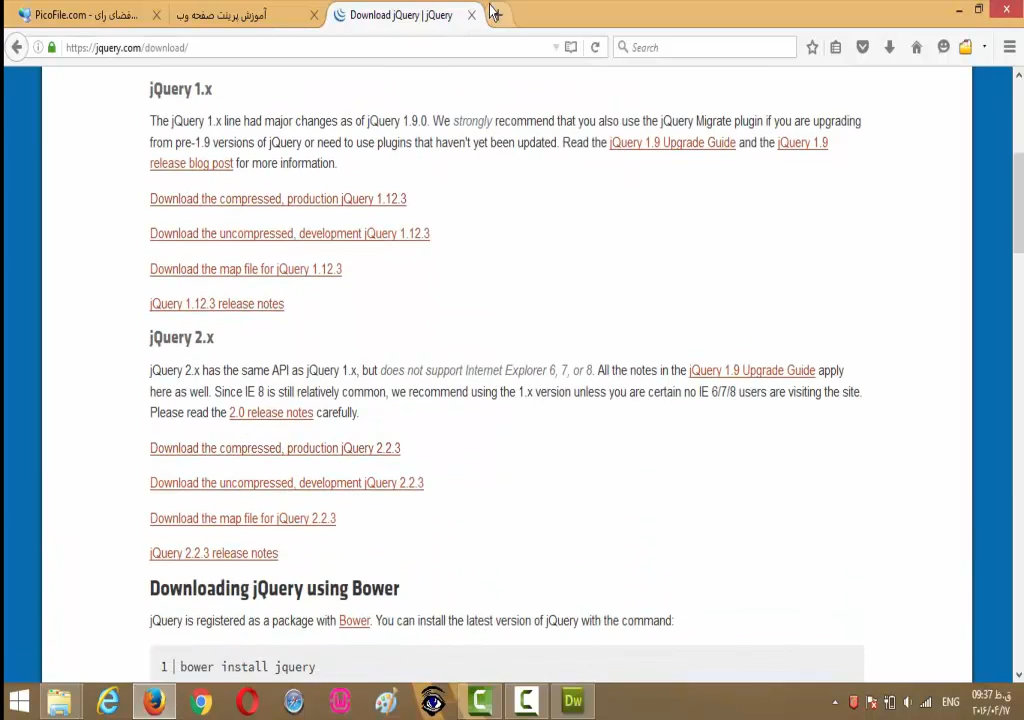 PicoFile.com - فضای رای...
آموزش پرینت صفحه وب
Download jQuery | jQuery
https://jquery.com/download/
Search
jQuery 1.x
The jQuery 1.x line had major changes as of jQuery 1.9.0. We strongly recommend that you also use the jQuery Migrate plugin if you are upgrading
from pre-1.9 versions of jQuery or need to use plugins that haven't yet been updated. Read the jQuery 1.9 Upgrade Guide and the jQuery 1.9
release blog post for more information.
Download the compressed, production jQuery 1.12.3
Download the uncompressed, development jQuery 1.12.3
Download the map file for jQuery 1.12.3
jQuery 1.12.3 release notes
jQuery 2.x
jQuery 2.x has the same API as jQuery 1.x, but does not support Internet Explorer 6, 7, or 8. All the notes in the jQuery 1.9 Upgrade Guide apply
here as well. Since IE 8 is still relatively common, we recommend using the 1.x version unless you are certain no IE 6/7/8 users are visiting the site.
Please read the 2.0 release notes carefully.
Download the compressed, production jQuery 2.2.3
Download the uncompressed, development jQuery 2.2.3
Download the map file for jQuery 2.2.3
jQuery 2.2.3 release notes
Downloading jQuery using Bower
jQuery is registered as a package with Bower. You can install the latest version of jQuery with the command:
1 bower install jquery
Dw
ENG
09:37 ق.ظ
۲۰۱۶/۰۴/۱۷